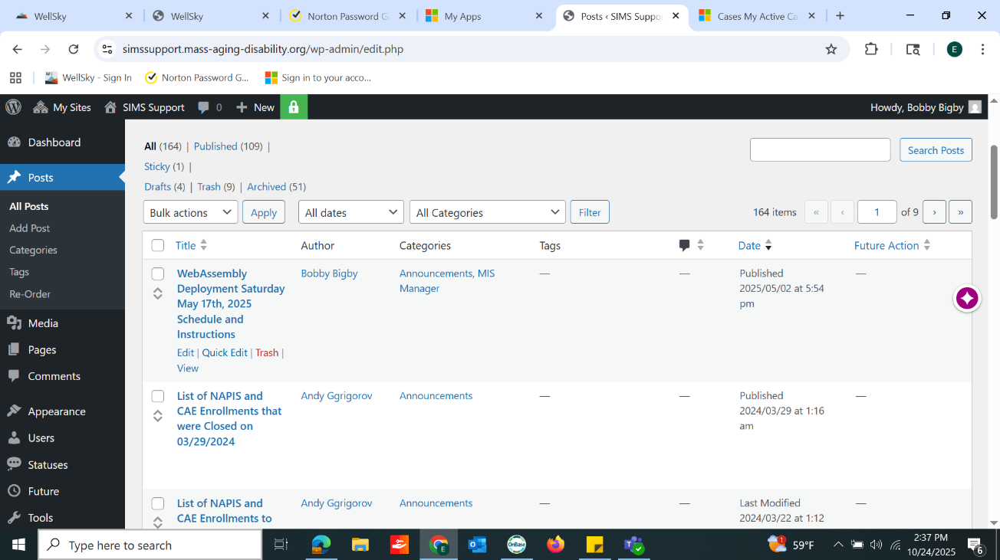 WellSky
WellSky
Norton Password G
My Apps
Posts ‹ SIMS Suppo
Cases My Active Ca
simssupport.mass-aging-disability.org/wp-admin/edit.php
E
WellSky - Sign In
Norton Password G...
Sign in to your acco...
My Sites
SIMS Support
0
New
Howdy, Bobby Bigby
Dashboard
Posts
All Posts
Add Post
Categories
Tags
Re-Order
Media
Pages
Comments
Appearance
Users
Statuses
Future
Tools
All (164) | Published (109) |
Sticky (1) |
Drafts (4) | Trash (9) | Archived (51)
Search Posts
Bulk actions
Apply
All dates
All Categories
Filter
164 items
«
‹
1
of 9
›
»
Title
Author
Categories
Tags
Date
Future Action
WebAssembly
Deployment Saturday
May 17th, 2025
Schedule and
Instructions
Edit | Quick Edit | Trash |
View
Bobby Bigby
Announcements, MIS
Manager
—
—
Published
2025/05/02 at 5:54
pm
—
List of NAPIS and
CAE Enrollments that
were Closed on
03/29/2024
Andy Ggrigorov
Announcements
—
—
Published
2024/03/29 at 1:16
am
—
List of NAPIS and
CAE Enrollments to
Andy Ggrigorov
Announcements
—
—
Last Modified
2024/03/22 at 1:12
—
Type here to search
E
OnBase
1
59°F
2:37 PM
10/24/2025
6